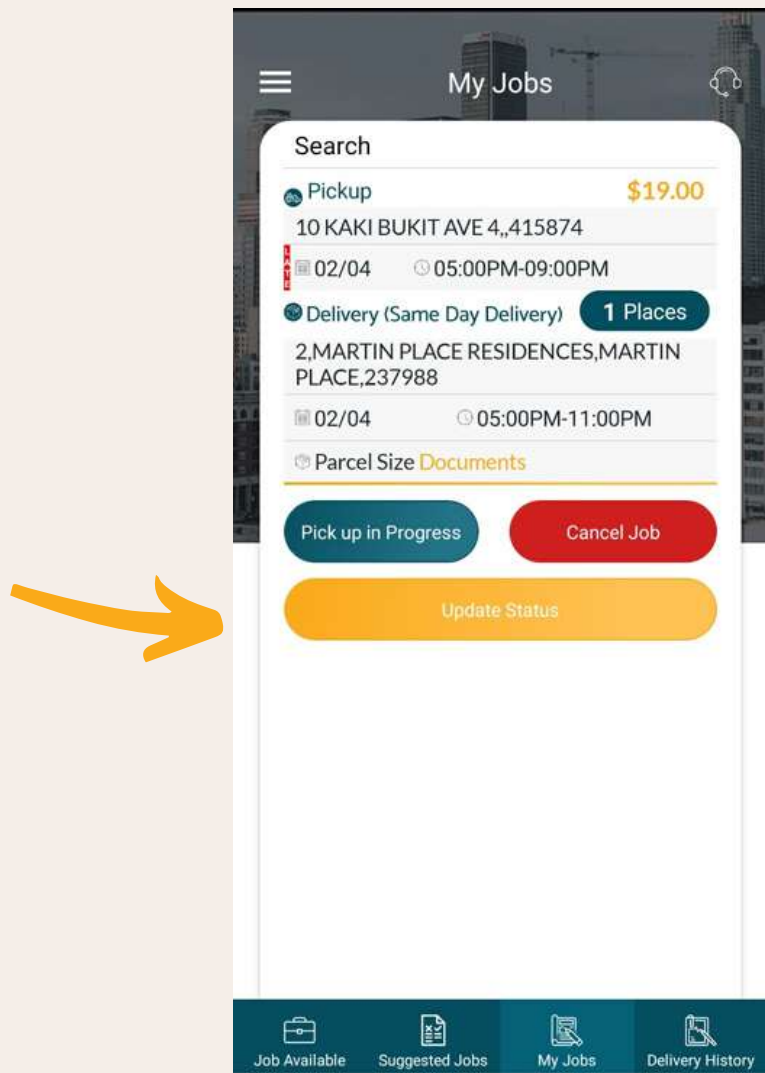 My Jobs
Search
Pickup
$19.00
10 KAKI BUKIT AVE 4,,415874
LATE
02/04 05:00PM-09:00PM
Delivery (Same Day Delivery) 1 Places
2,MARTIN PLACE RESIDENCES,MARTIN
PLACE,237988
02/04 05:00PM-11:00PM
Parcel Size Documents
Pick up in Progress Cancel Job
Update Status
Job Available Suggested Jobs My Jobs Delivery History